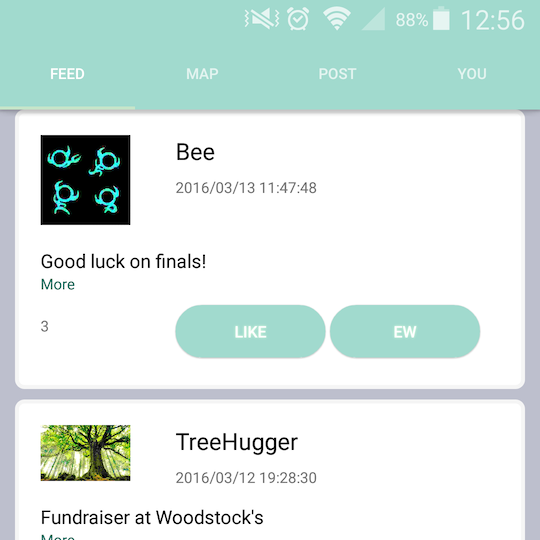 88% 12:56
FEED MAP POST YOU
Bee
2016/03/13 11:47:48
Good luck on finals!
More
3 LIKE EW
TreeHugger
2016/03/12 19:28:30
Fundraiser at Woodstock's
More